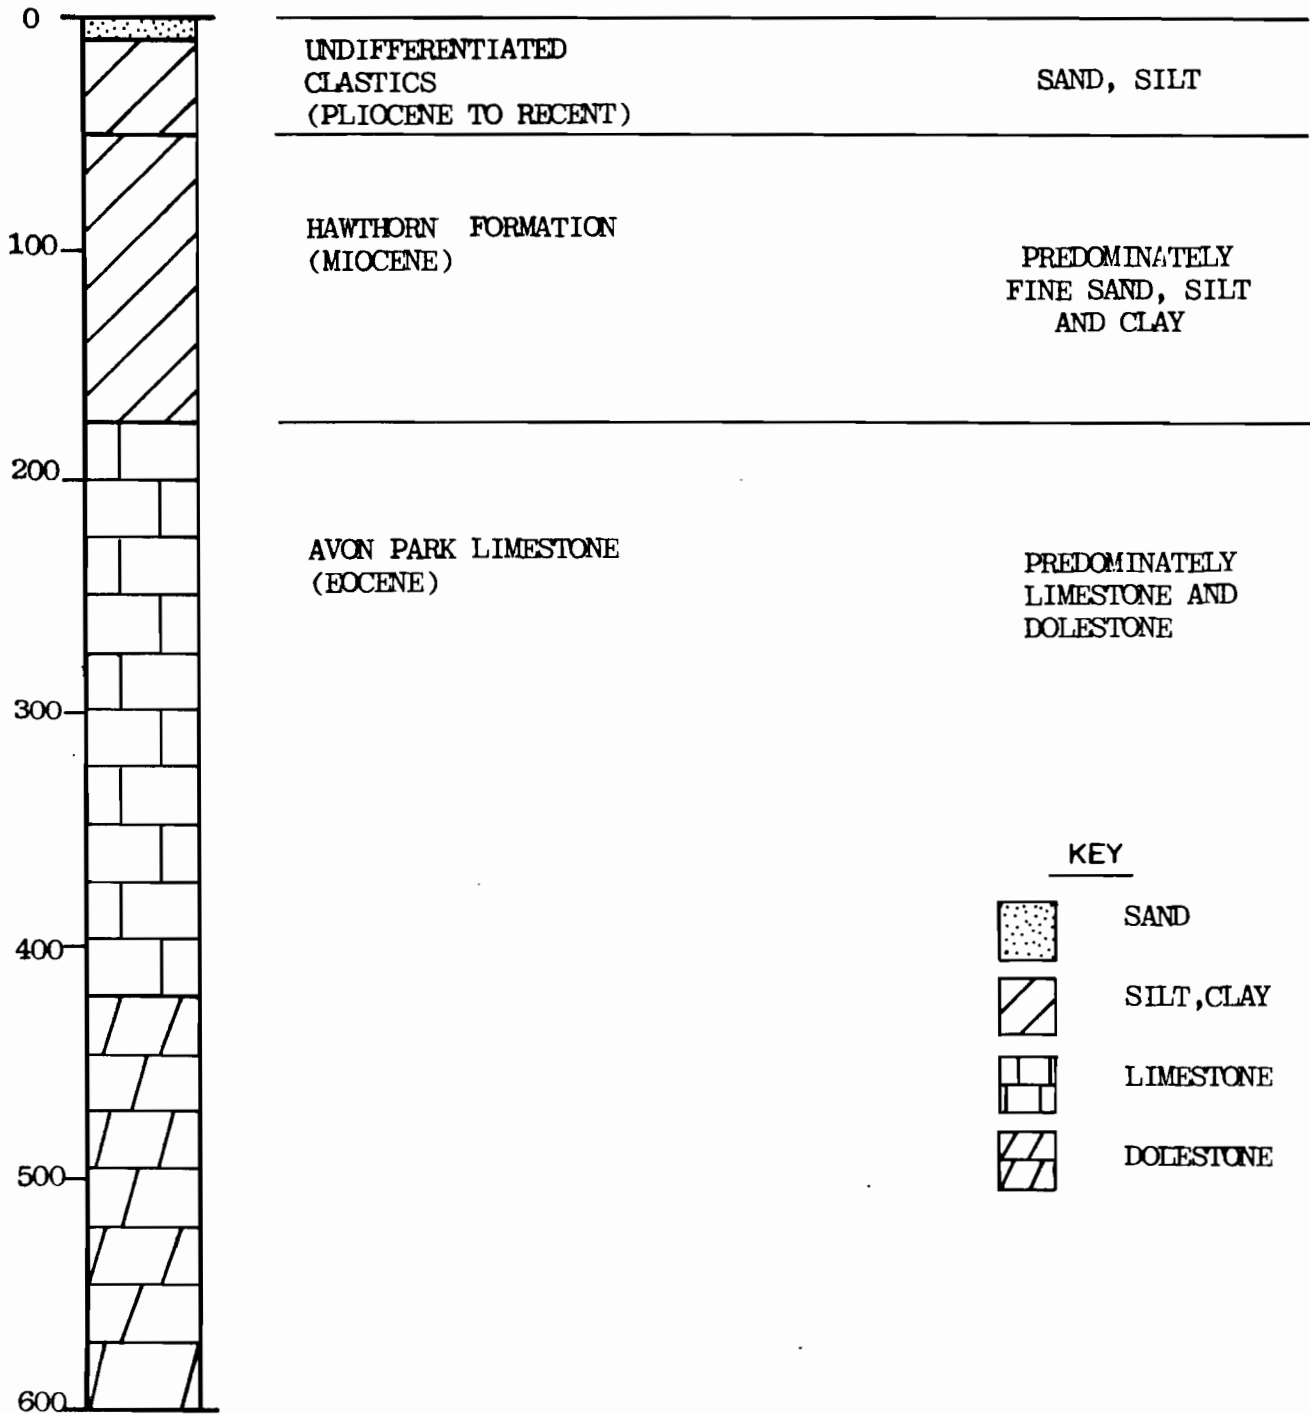 0
UNDIFFERENTIATED
CLASTICS
(PLIOCENE TO RECENT)
SAND, SILT
100
HAWTHORN FORMATION
(MIOCENE)
PREDOMINATELY
FINE SAND, SILT
AND CLAY
200
AVON PARK LIMESTONE
(EOCENE)
PREDOMINATELY
LIMESTONE AND
DOLESTONE
300
400
500
600
KEY
SAND
SILT,CLAY
LIMESTONE
DOLESTONE